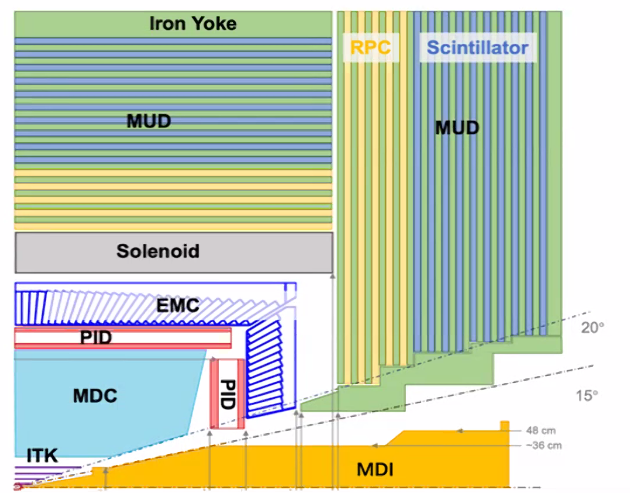 Iron Yoke
RPC Scintillator
MUD MUD
Solenoid
EMC
PID
20°
15°
MDC PID
48 cm
~36 cm
ITK
MDI